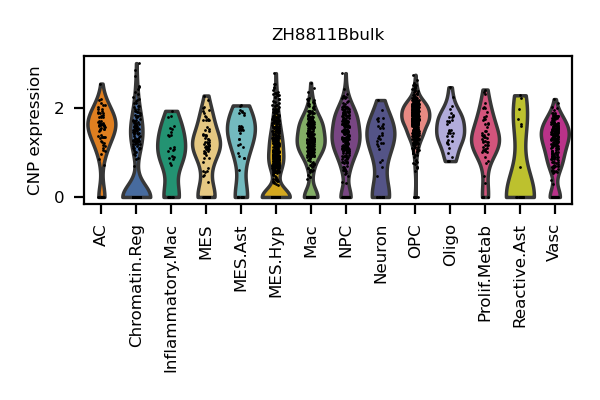 ZH8811Bbulk
CNP expression
2
0
AC
Chromatin.Reg
Inflammatory.Mac
MES
MES.Ast
MES.Hyp
Mac
NPC
Neuron
OPC
Oligo
Prolif.Metab
Reactive.Ast
Vasc